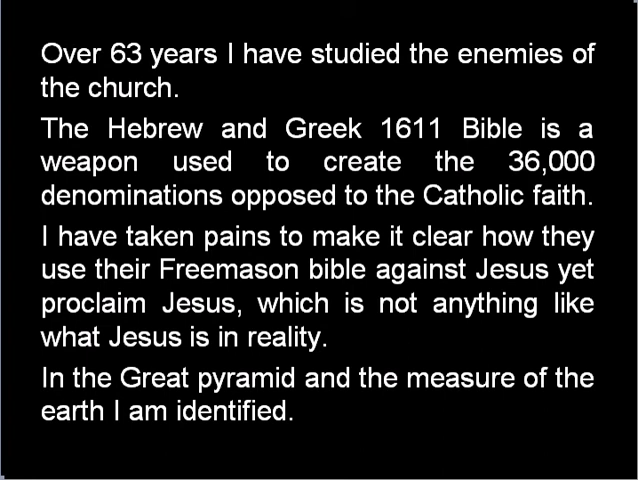 Over 63 years I have studied the enemies of
the church.
The Hebrew and Greek 1611 Bible is a
weapon used to create the 36,000
denominations opposed to the Catholic faith.
I have taken pains to make it clear how they
use their Freemason bible against Jesus yet
proclaim Jesus, which is not anything like
what Jesus is in reality.
In the Great pyramid and the measure of the
earth I am identified.